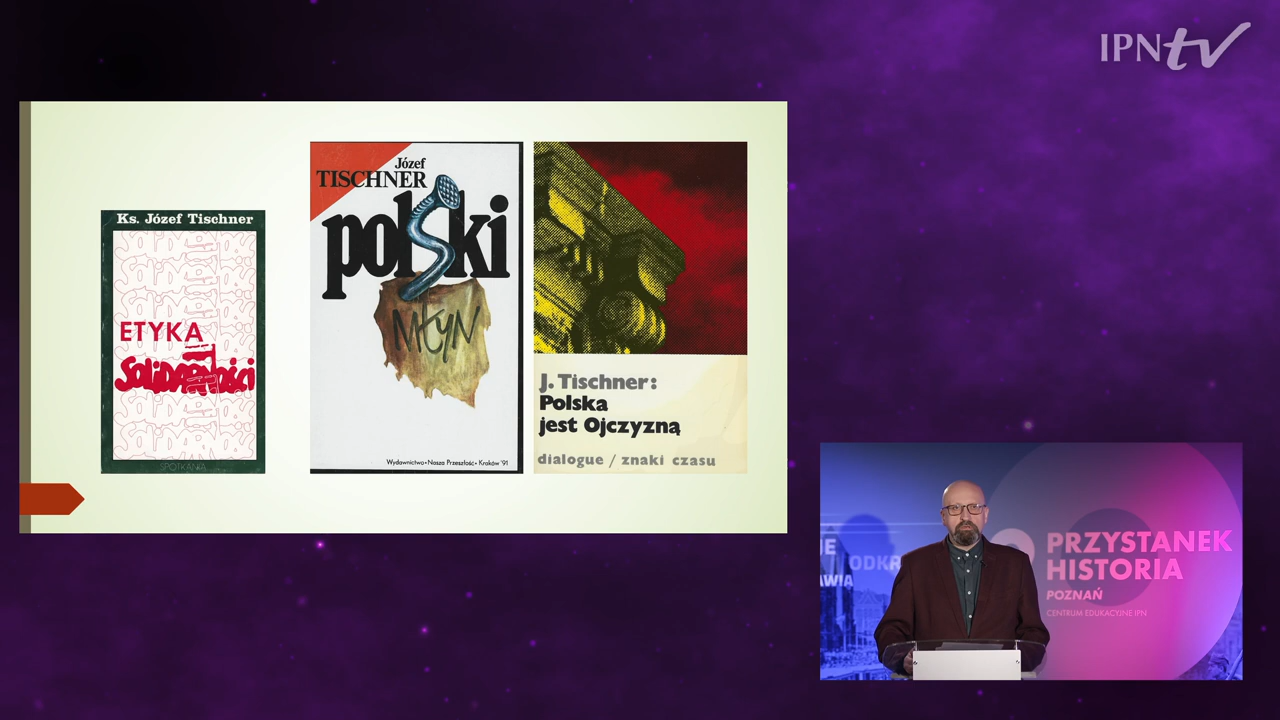 IPNtv
Ks. Józef Tischner
ETYKA
Solidarności
SPOTKANIA
Józef
TISCHNER
polski
MŁYN
Wydawnictwo • Nasza Przeszłość • Kraków '91
J. Tischner:
Polska
jest Ojczyzną
dialogue / znaki czasu
PRZYSTANEK
HISTORIA
POZNAŃ
CENTRUM EDUKACYJNE IPN